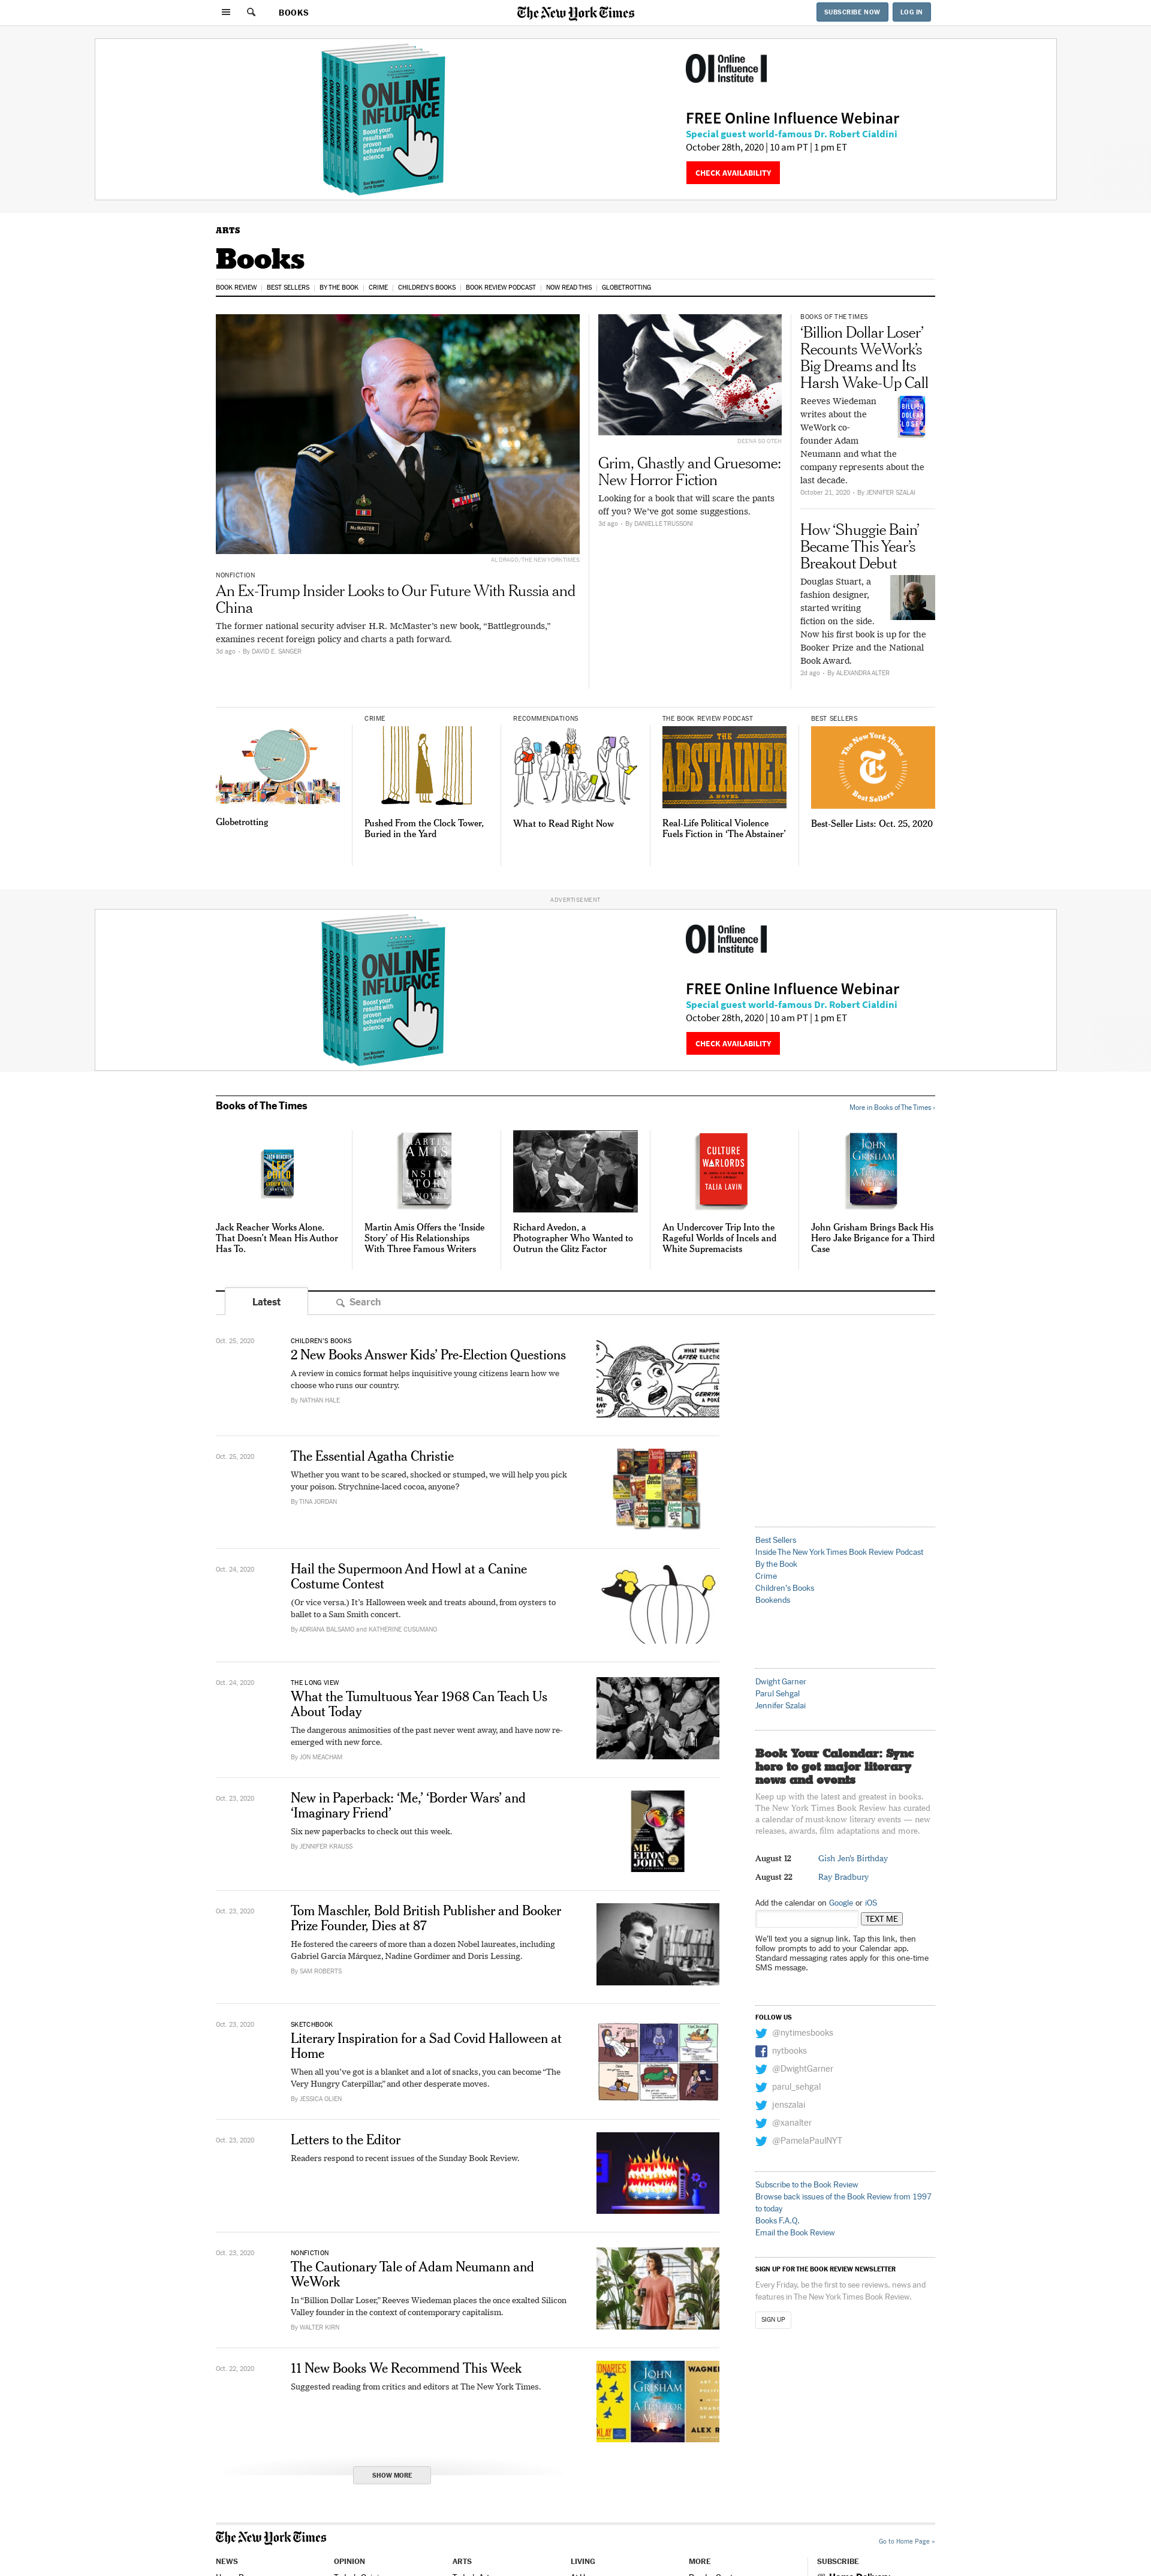 BOOKS
The New York Times
SUBSCRIBE NOW
LOG IN
ONLINE INFLUENCE
Boost your results with proven behavioral science
Online Influence Institute
FREE Online Influence Webinar
Special guest world-famous Dr. Robert Cialdini
October 28th, 2020 | 10 am PT | 1 pm ET
CHECK AVAILABILITY
ARTS
Books
BOOK REVIEW
BEST SELLERS
BY THE BOOK
CRIME
CHILDREN'S BOOKS
BOOK REVIEW PODCAST
NOW READ THIS
GLOBETROTTING
McMASTER
AL DRAGO/THE NEW YORK TIMES
NONFICTION
An Ex-Trump Insider Looks to Our Future With Russia and
China
The former national security adviser H.R. McMaster's new book, “Battlegrounds,”
examines recent foreign policy and charts a path forward.
3d ago • By DAVID E. SANGER
DEENA SO OTEH
Grim, Ghastly and Gruesome:
New Horror Fiction
Looking for a book that will scare the pants
off you? We've got some suggestions.
3d ago • By DANIELLE TRUSSONI
BOOKS OF THE TIMES
‘Billion Dollar Loser’
Recounts WeWork’s
Big Dreams and Its
Harsh Wake-Up Call
Reeves Wiedeman
writes about the
WeWork co-
founder Adam
Neumann and what the
company represents about the
last decade.
BILLION DOLLAR LOSER
October 21, 2020 • By JENNIFER SZALAI
How ‘Shuggie Bain’
Became This Year’s
Breakout Debut
Douglas Stuart, a
fashion designer,
started writing
fiction on the side.
Now his first book is up for the
Booker Prize and the National
Book Award.
2d ago • By ALEXANDRA ALTER
Globetrotting
CRIME
Pushed From the Clock Tower,
Buried in the Yard
RECOMMENDATIONS
What to Read Right Now
THE BOOK REVIEW PODCAST
THE
ABSTAINER
A NOVEL
Real-Life Political Violence
Fuels Fiction in ‘The Abstainer’
BEST SELLERS
The New York Times
Best Sellers
Best-Seller Lists: Oct. 25, 2020
ADVERTISEMENT
ONLINE INFLUENCE
Boost your results with proven behavioral science
Online Influence Institute
FREE Online Influence Webinar
Special guest world-famous Dr. Robert Cialdini
October 28th, 2020 | 10 am PT | 1 pm ET
CHECK AVAILABILITY
Books of The Times
More in Books of The Times ›
Jack Reacher Works Alone.
That Doesn’t Mean His Author
Has To.
MARTIN AMIS
INSIDE STORY
A NOVEL
Martin Amis Offers the ‘Inside
Story’ of His Relationships
With Three Famous Writers
Richard Avedon, a
Photographer Who Wanted to
Outrun the Glitz Factor
CULTURE WARLORDS
TALIA LAVIN
An Undercover Trip Into the
Rageful Worlds of Incels and
White Supremacists
JOHN GRISHAM
A TIME FOR MERCY
John Grisham Brings Back His
Hero Jake Brigance for a Third
Case
Latest
Search
Oct. 25, 2020
CHILDREN'S BOOKS
2 New Books Answer Kids’ Pre-Election Questions
A review in comics format helps inquisitive young citizens learn how we
choose who runs our country.
By NATHAN HALE
Oct. 25, 2020
The Essential Agatha Christie
Whether you want to be scared, shocked or stumped, we will help you pick
your poison. Strychnine-laced cocoa, anyone?
By TINA JORDAN
Oct. 24, 2020
Hail the Supermoon And Howl at a Canine
Costume Contest
(Or vice versa.) It’s Halloween week and treats abound, from oysters to
ballet to a Sam Smith concert.
By ADRIANA BALSAMO and KATHERINE CUSUMANO
Oct. 24, 2020
THE LONG VIEW
What the Tumultuous Year 1968 Can Teach Us
About Today
The dangerous animosities of the past never went away, and have now re-
emerged with new force.
By JON MEACHAM
Oct. 23, 2020
New in Paperback: ‘Me,’ ‘Border Wars’ and
‘Imaginary Friend’
Six new paperbacks to check out this week.
By JENNIFER KRAUSS
ME
ELTON JOHN
Oct. 23, 2020
Tom Maschler, Bold British Publisher and Booker
Prize Founder, Dies at 87
He fostered the careers of more than a dozen Nobel laureates, including
Gabriel García Márquez, Nadine Gordimer and Doris Lessing.
By SAM ROBERTS
Oct. 23, 2020
SKETCHBOOK
Literary Inspiration for a Sad Covid Halloween at
Home
When all you’ve got is a blanket and a lot of snacks, you can become “The
Very Hungry Caterpillar,” and other desperate moves.
By JESSICA OLIEN
Oct. 23, 2020
Letters to the Editor
Readers respond to recent issues of the Sunday Book Review.
Oct. 23, 2020
NONFICTION
The Cautionary Tale of Adam Neumann and
WeWork
In “Billion Dollar Loser,” Reeves Wiedeman places the once exalted Silicon
Valley founder in the context of contemporary capitalism.
By WALTER KIRN
Oct. 22, 2020
11 New Books We Recommend This Week
Suggested reading from critics and editors at The New York Times.
JOHN GRISHAM
SHOW MORE
Best Sellers
Inside The New York Times Book Review Podcast
By the Book
Crime
Children's Books
Bookends
Dwight Garner
Parul Sehgal
Jennifer Szalai
Book Your Calendar: Sync
here to get major literary
news and events
Keep up with the latest and greatest in books.
The New York Times Book Review has curated
a calendar of must-know literary events — new
releases, awards, film adaptations and more.
August 12 Gish Jen's Birthday
August 22 Ray Bradbury
Add the calendar on Google or iOS
TEXT ME
We'll text you a signup link. Tap this link, then
follow prompts to add to your Calendar app.
Standard messaging rates apply for this one-time
SMS message.
FOLLOW US
@nytimesbooks
nytbooks
@DwightGarner
parul_sehgal
jenszalai
@xanalter
@PamelaPaulNYT
Subscribe to the Book Review
Browse back issues of the Book Review from 1997
to today
Books F.A.Q.
Email the Book Review
SIGN UP FOR THE BOOK REVIEW NEWSLETTER
Every Friday, be the first to see reviews, news and
features in The New York Times Book Review.
SIGN UP
The New York Times
Go to Home Page »
NEWS
OPINION
ARTS
LIVING
MORE
SUBSCRIBE